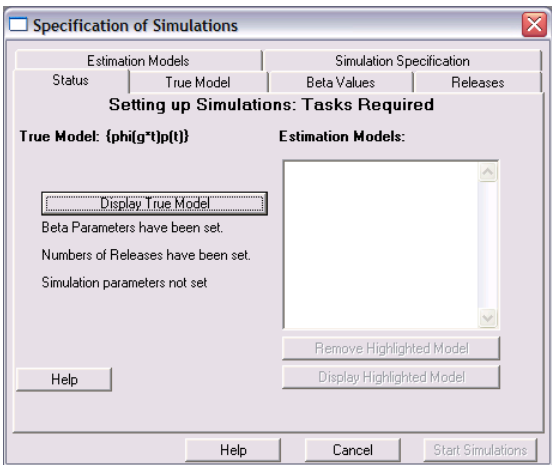 Specification of Simulations
Estimation Models
Simulation Specification
Status
True Model
Beta Values
Releases
Setting up Simulations: Tasks Required
True Model: {phi(g*t)p(t)}
Estimation Models:
Display True Model
Beta Parameters have been set.
Numbers of Releases have been set.
Simulation parameters not set
Remove Highlighted Model
Display Highlighted Model
Help
Help
Cancel
Start Simulations